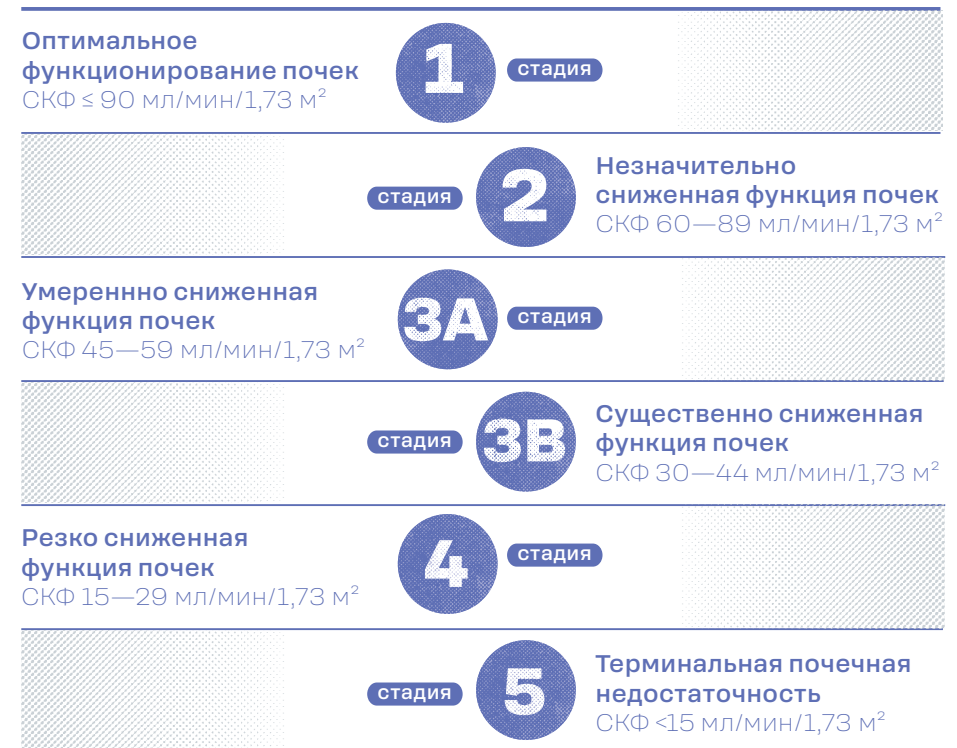 Оптимальное
функционирование почек
СКФ ≤ 90 мл/мин/1,73 м²
1
стадия
стадия
2
Незначительно
сниженная функция почек
СКФ 60—89 мл/мин/1,73 м²
Умереннно сниженная
функция почек
СКФ 45—59 мл/мин/1,73 м²
3А
стадия
стадия
3В
Существенно сниженная
функция почек
СКФ 30—44 мл/мин/1,73 м²
Резко сниженная
функция почек
СКФ 15—29 мл/мин/1,73 м²
4
стадия
стадия
5
Терминальная почечная
недостаточность
СКФ <15 мл/мин/1,73 м²